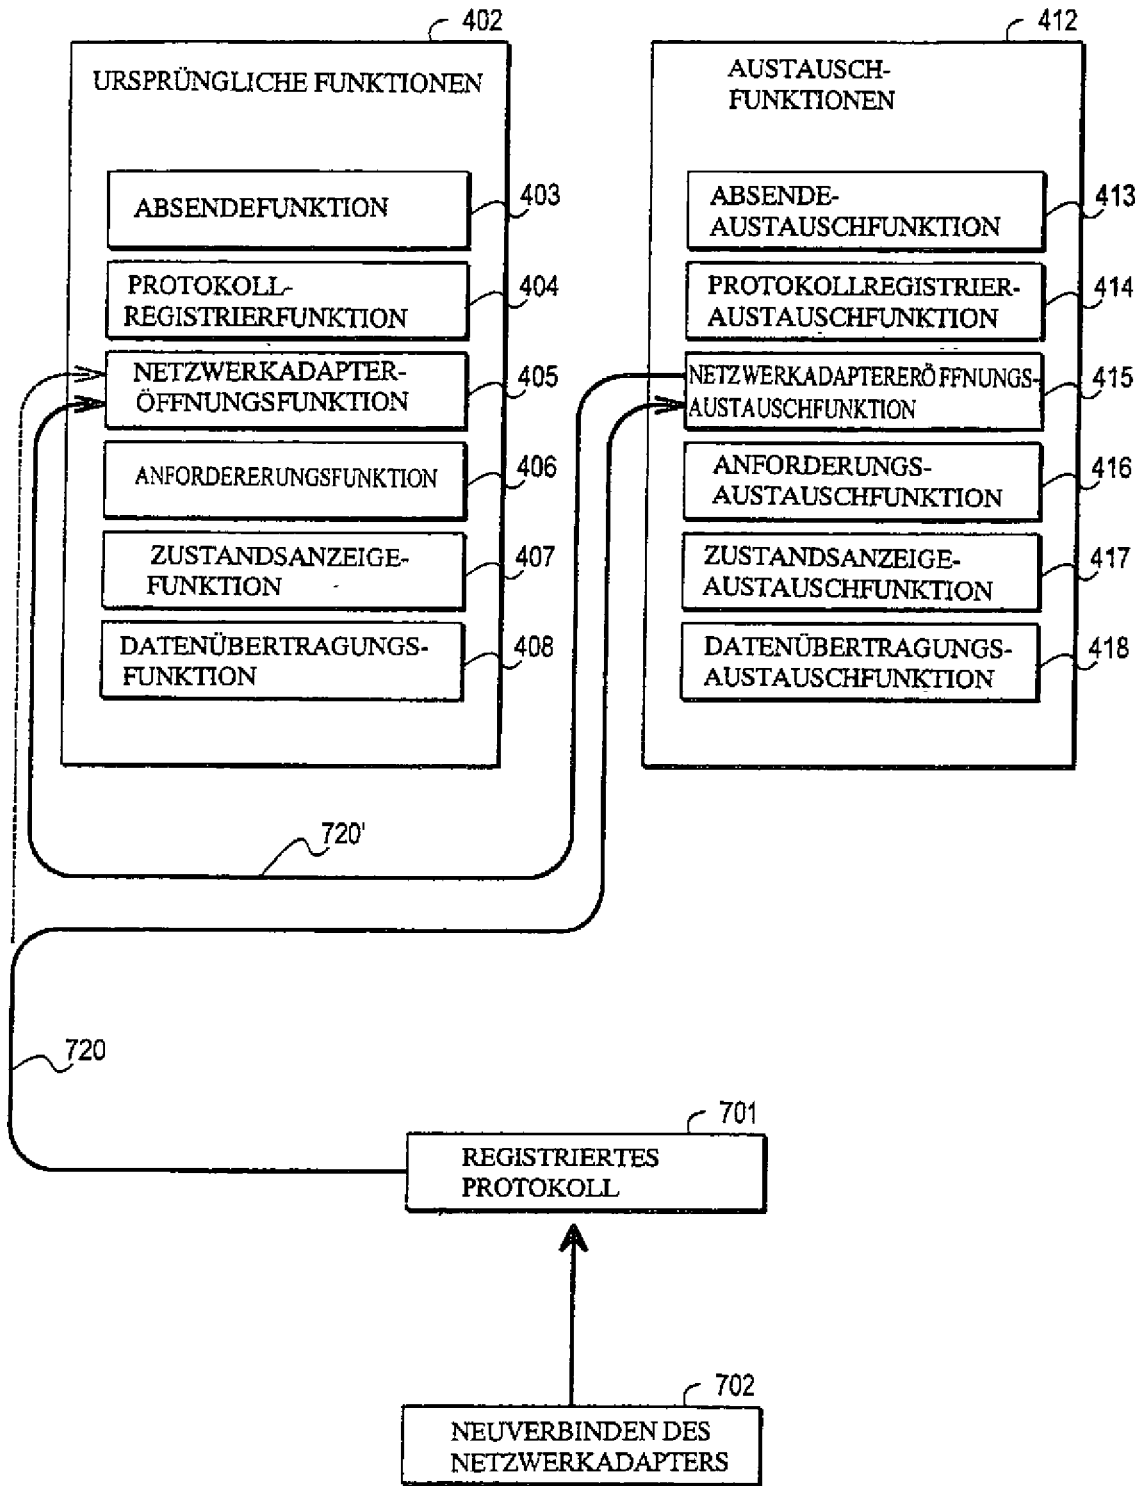 402
URSPRÜNGLICHE FUNKTIONEN
ABSENDEFUNKTION
403
PROTOKOLL-
REGISTRIERFUNKTION
404
NETZWERKADAPTER-
ÖFFNUNGSFUNKTION
405
ANFORDERERUNGSFUNKTION
406
ZUSTANDSANZEIGE-
FUNKTION
407
DATENÜBERTRAGUNGS-
FUNKTION
408
412
AUSTAUSCH-
FUNKTIONEN
ABSENDE-
AUSTAUSCHFUNKTION
413
PROTOKOLLREGISTRIER-
AUSTAUSCHFUNKTION
414
NETZWERKADAPTERERÖFFNUNGS-
AUSTAUSCHFUNKTION
415
ANFORDERUNGS-
AUSTAUSCHFUNKTION
416
ZUSTANDSANZEIGE-
AUSTAUSCHFUNKTION
417
DATENÜBERTRAGUNGS-
AUSTAUSCHFUNKTION
418
720'
720
701
REGISTRIERTES
PROTOKOLL
702
NEUVERBINDEN DES
NETZWERKADAPTERS